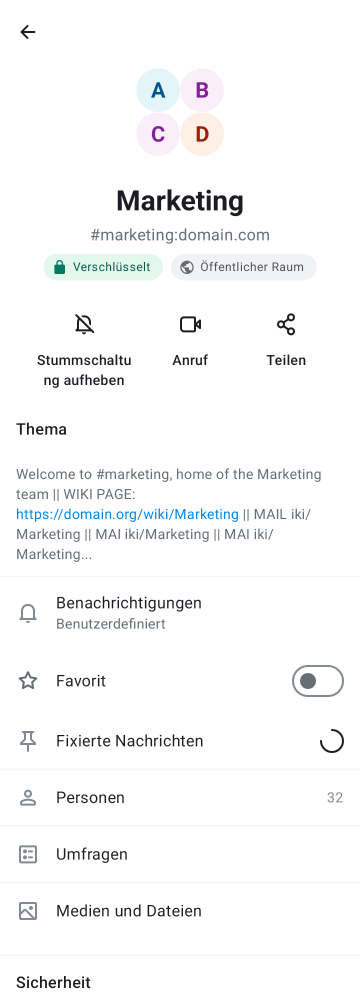 A B
C D
Marketing
#marketing:domain.com
Verschlüsselt Öffentlicher Raum
Stummschaltu
ng aufheben
Anruf
Teilen
Thema
Welcome to #marketing, home of the Marketing
team || WIKI PAGE:
https://domain.org/wiki/Marketing || MAIL iki/
Marketing || MAI iki/Marketing || MAI iki/
Marketing...
Benachrichtigungen
Benutzerdefiniert
Favorit
Fixierte Nachrichten
Personen 32
Umfragen
Medien und Dateien
Sicherheit